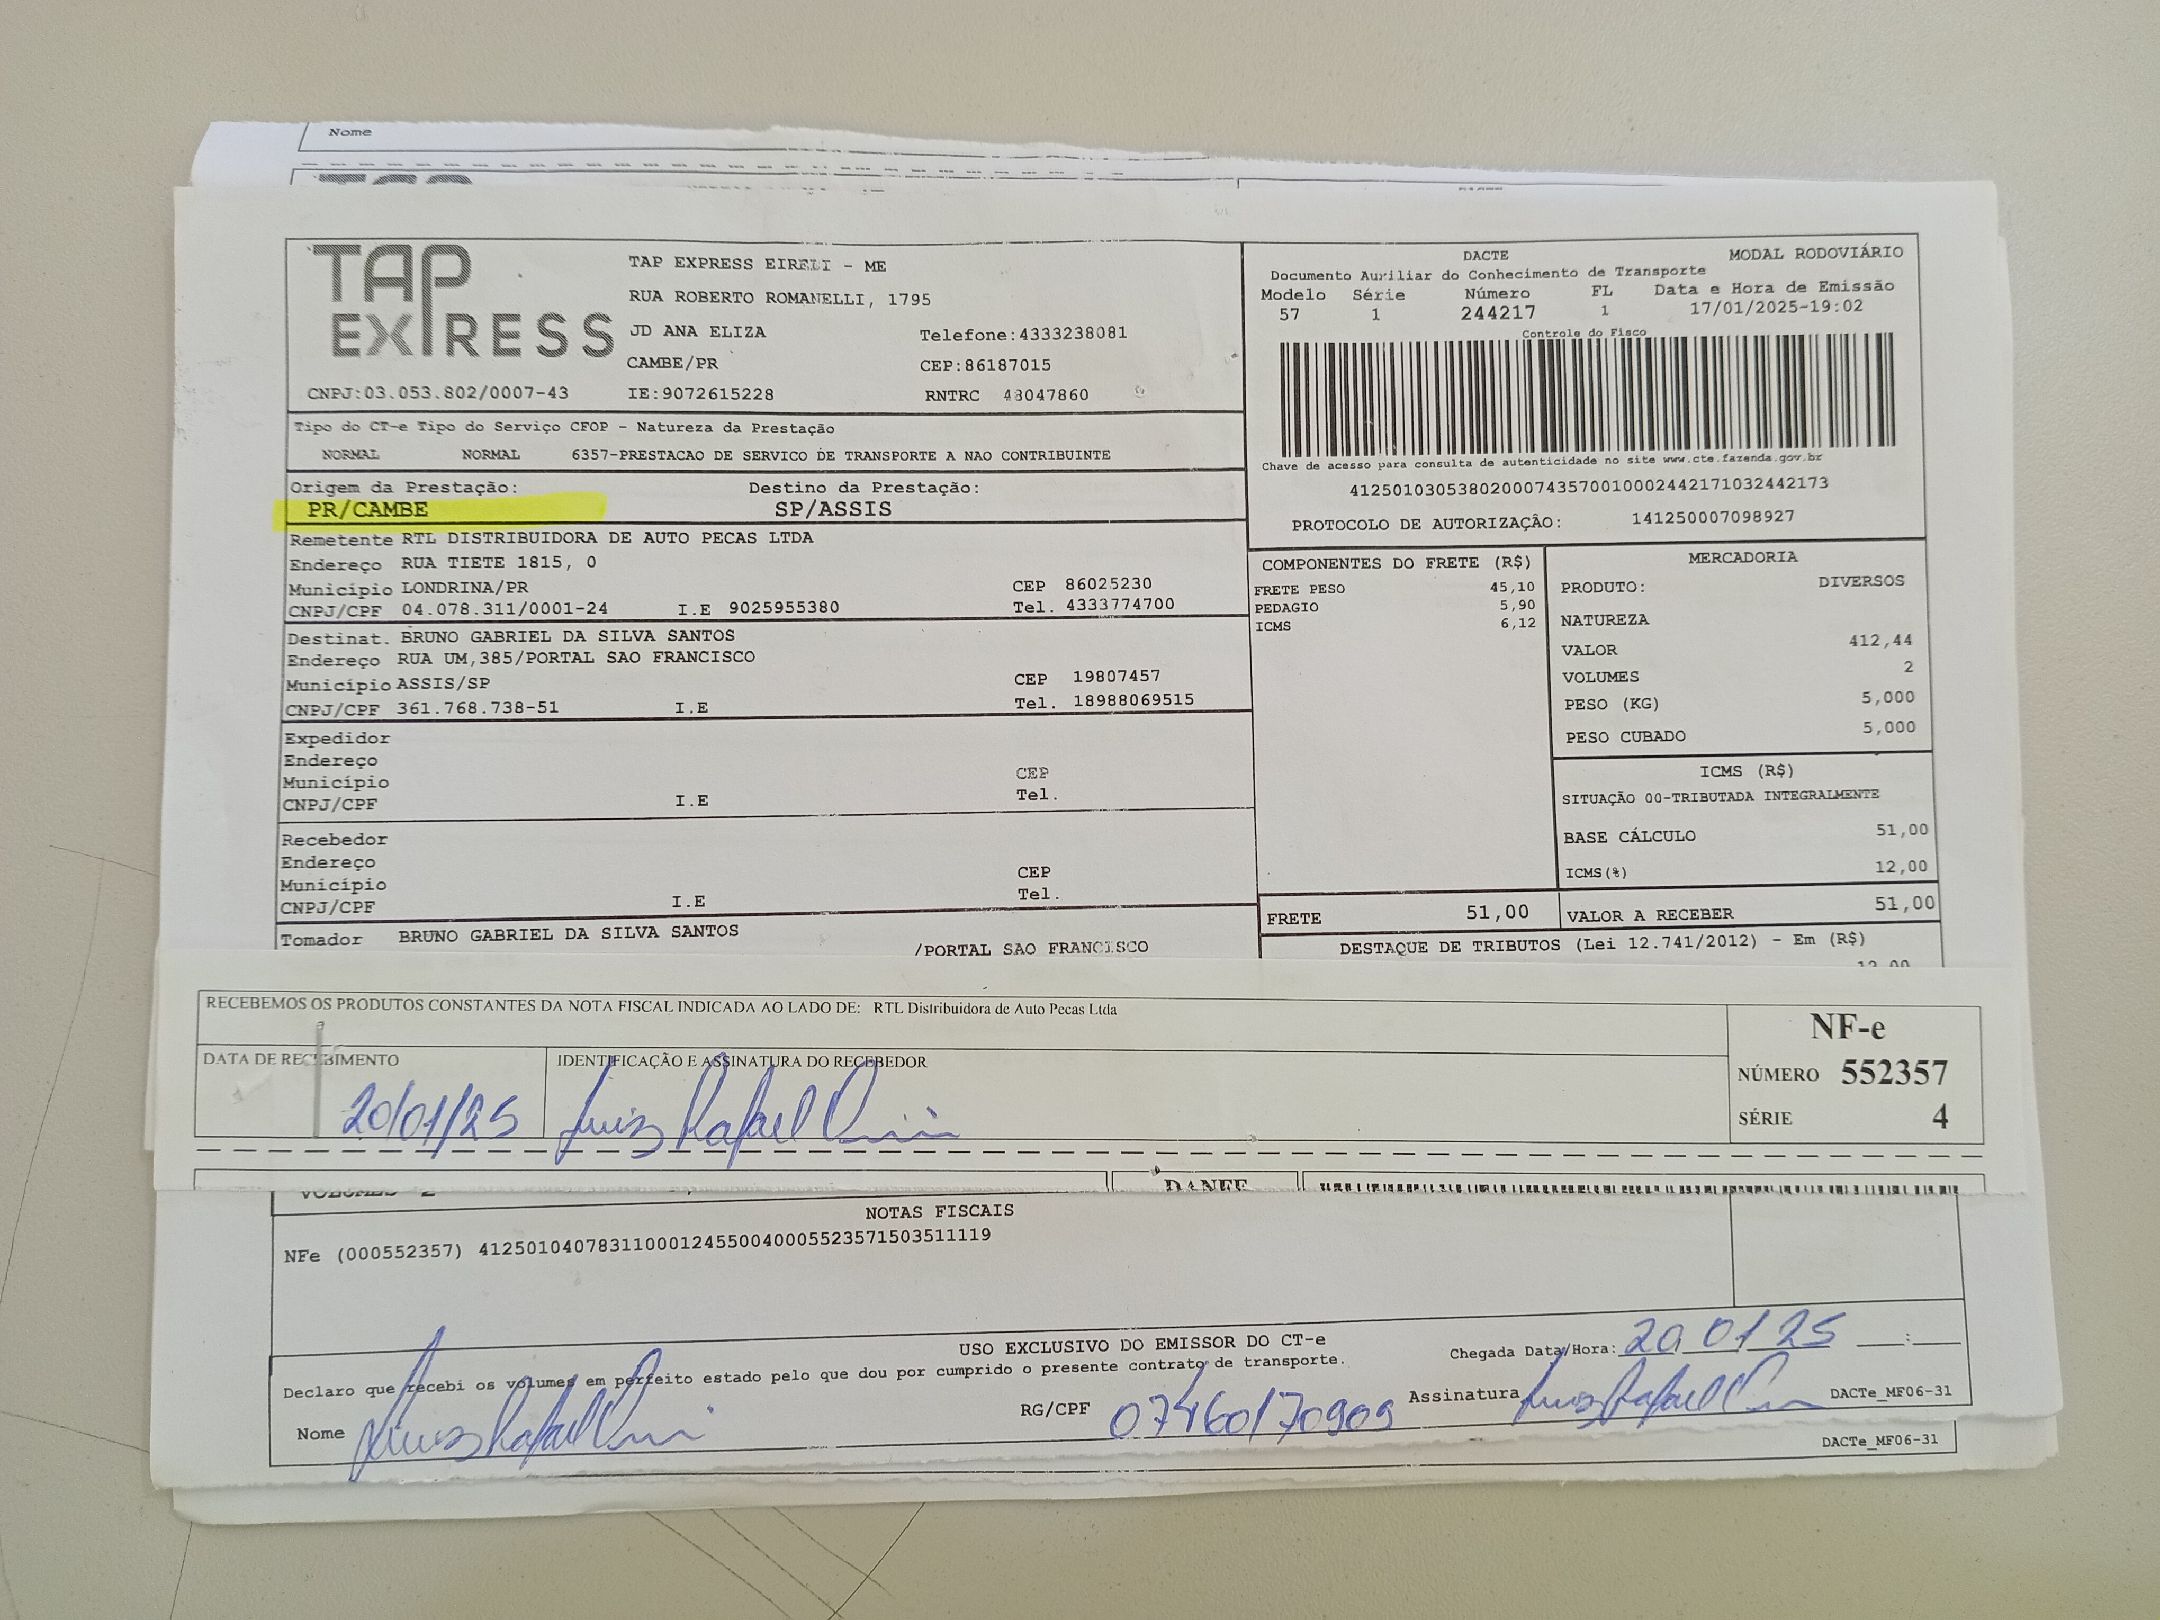 Nome
TAP EXPRESS
TAP EXPRESS EIRELI - ME
RUA ROBERTO ROMANELLI, 1795
JD ANA ELIZA Telefone:4333238081
CAMBE/PR CEP:86187015
CNPJ:03.053.802/0007-43 IE:9072615228 RNTRC 48047860
DACTE MODAL RODOVIÁRIO
Documento Auxiliar do Conhecimento de Transporte
Modelo Série Número FL Data e Hora de Emissão
57 1 244217 1 17/01/2025-19:02
Controle do Fisco
Chave de acesso para consulta de autenticidade no site www.cte.fazenda.gov.br
41250103053802000743570010002442171032442173
PROTOCOLO DE AUTORIZAÇÃO: 141250007098927
Tipo do CT-e Tipo do Serviço CFOP - Natureza da Prestação
NORMAL NORMAL 6357-PRESTACAO DE SERVICO DE TRANSPORTE A NAO CONTRIBUINTE
Origem da Prestação: Destino da Prestação:
PR/CAMBE SP/ASSIS
Remetente RTL DISTRIBUIDORA DE AUTO PECAS LTDA
Endereço RUA TIETE 1815, 0
Município LONDRINA/PR CEP 86025230
CNPJ/CPF 04.078.311/0001-24 I.E 9025955380 Tel. 4333774700
Destinat. BRUNO GABRIEL DA SILVA SANTOS
Endereço RUA UM,385/PORTAL SAO FRANCISCO
Município ASSIS/SP CEP 19807457
CNPJ/CPF 361.768.738-51 I.E Tel. 18988069515
Expedidor
Endereço
Município CEP
CNPJ/CPF I.E Tel.
Recebedor
Endereço
Município CEP
CNPJ/CPF I.E Tel.
Tomador BRUNO GABRIEL DA SILVA SANTOS
/PORTAL SAO FRANCISCO
COMPONENTES DO FRETE (R$)
FRETE PESO 45,10
PEDAGIO 5,90
ICMS 6,12
MERCADORIA
PRODUTO: DIVERSOS
NATUREZA
VALOR 412,44
VOLUMES 2
PESO (KG) 5,000
PESO CUBADO 5,000
ICMS (R$)
SITUAÇÃO 00-TRIBUTADA INTEGRALMENTE
BASE CÁLCULO 51,00
ICMS(%) 12,00
FRETE 51,00 VALOR A RECEBER 51,00
DESTAQUE DE TRIBUTOS (Lei 12.741/2012) - Em (R$)
RECEBEMOS OS PRODUTOS CONSTANTES DA NOTA FISCAL INDICADA AO LADO DE: RTL Distribuidora de Auto Pecas Ltda
DATA DE RECEBIMENTO IDENTIFICAÇÃO E ASSINATURA DO RECEBEDOR
20/01/25 Luiz Rafael
NF-e
NÚMERO 552357
SÉRIE 4
VOLUMES 2 DANFE
NOTAS FISCAIS
NFe (000552357) 41250104078311000124550040005523571503511119
USO EXCLUSIVO DO EMISSOR DO CT-e
Declaro que recebi os volumes em perfeito estado pelo que dou por cumprido o presente contrato de transporte.
Chegada Data/Hora: 20 01 25 :
Nome Luiz Rafael RG/CPF 07460170909 Assinatura Luiz Rafael DACTe_MF06-31
DACTe_MF06-31